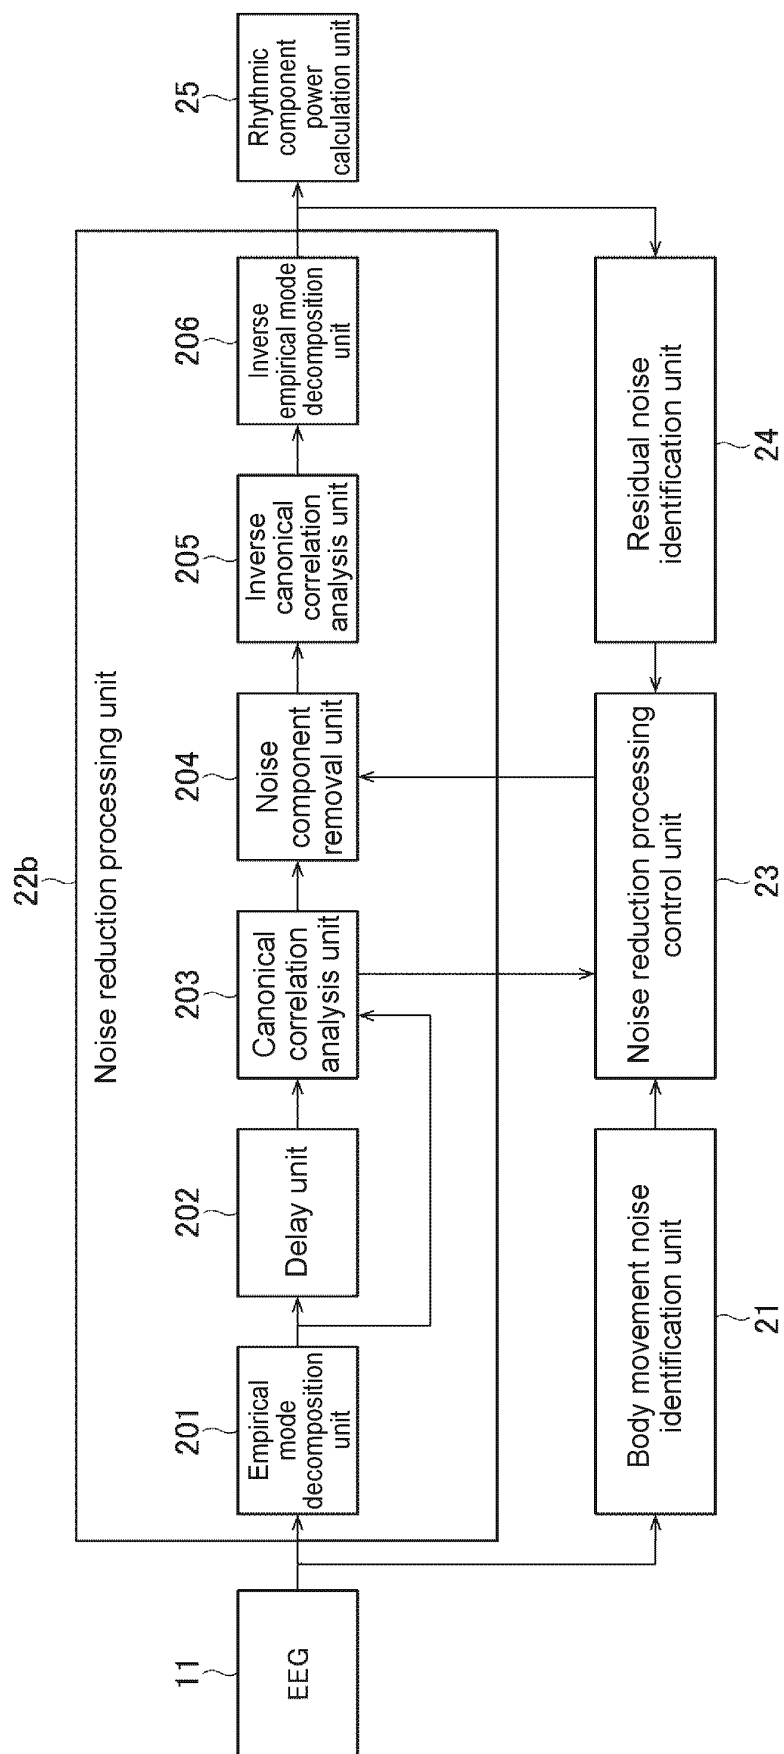 22b
Noise reduction processing unit
11
EEG
201
Empirical
mode
decomposition
unit
202
Delay unit
203
Canonical
correlation
analysis unit
204
Noise
component
removal unit
205
Inverse
canonical
correlation
analysis unit
206
Inverse
empirical mode
decomposition
unit
25
Rhythmic
component
power
calculation unit
Body movement noise
identification unit
21
Noise reduction processing
control unit
23
Residual noise
identification unit
24